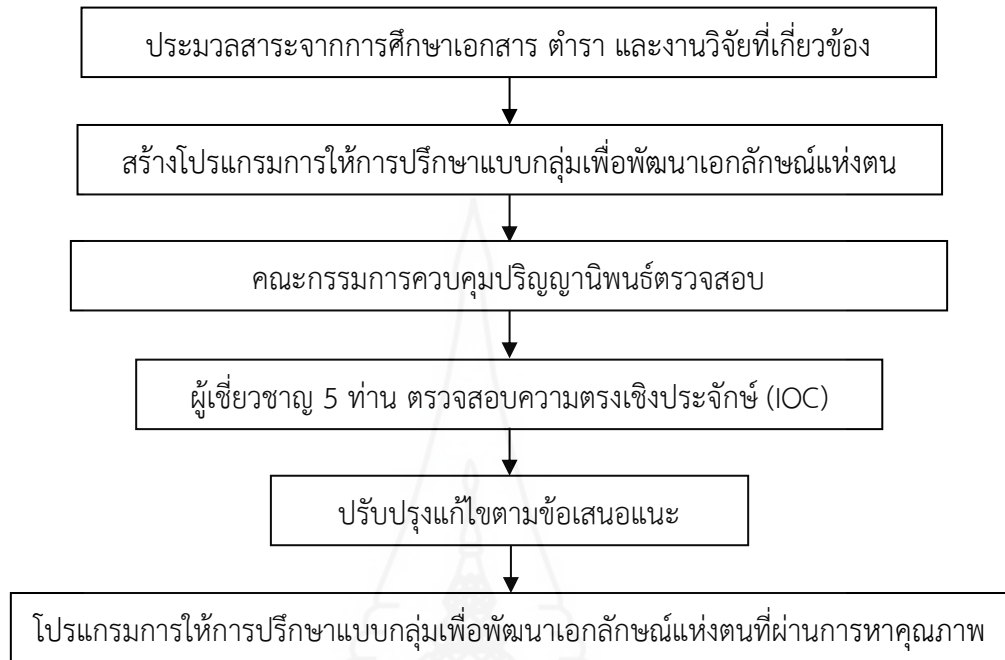 ประมวลสาระจากการศึกษาเอกสาร ตำรา และงานวิจัยที่เกี่ยวข้อง
สร้างโปรแกรมการให้การปรึกษาแบบกลุ่มเพื่อพัฒนาเอกลักษณ์แห่งตน
คณะกรรมการควบคุมปริญญานิพนธ์ตรวจสอบ
ผู้เชี่ยวชาญ 5 ท่าน ตรวจสอบความตรงเชิงประจักษ์ (IOC)
ปรับปรุงแก้ไขตามข้อเสนอแนะ
โปรแกรมการให้การปรึกษาแบบกลุ่มเพื่อพัฒนาเอกลักษณ์แห่งตนที่ผ่านการหาคุณภาพ